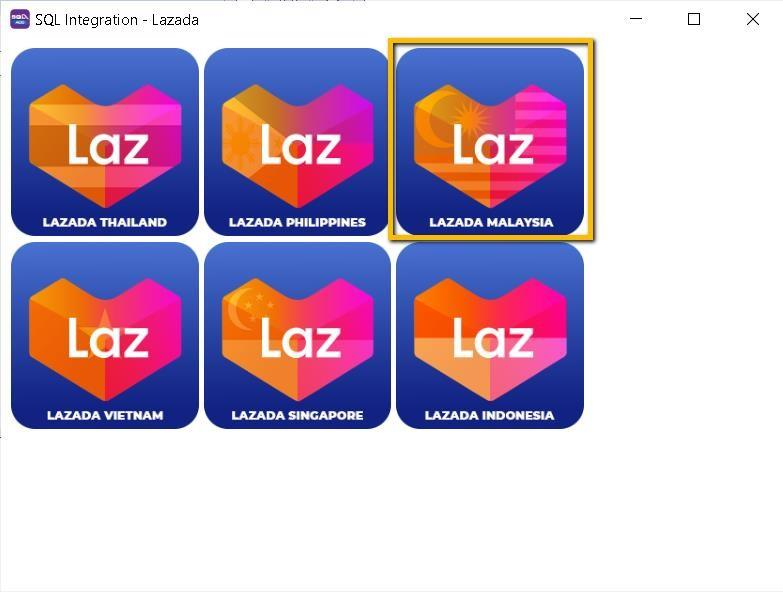 SQL Integration - Lazada
Laz
LAZADA THAILAND
Laz
LAZADA PHILIPPINES
Laz
LAZADA MALAYSIA
Laz
LAZADA VIETNAM
Laz
LAZADA SINGAPORE
Laz
LAZADA INDONESIA